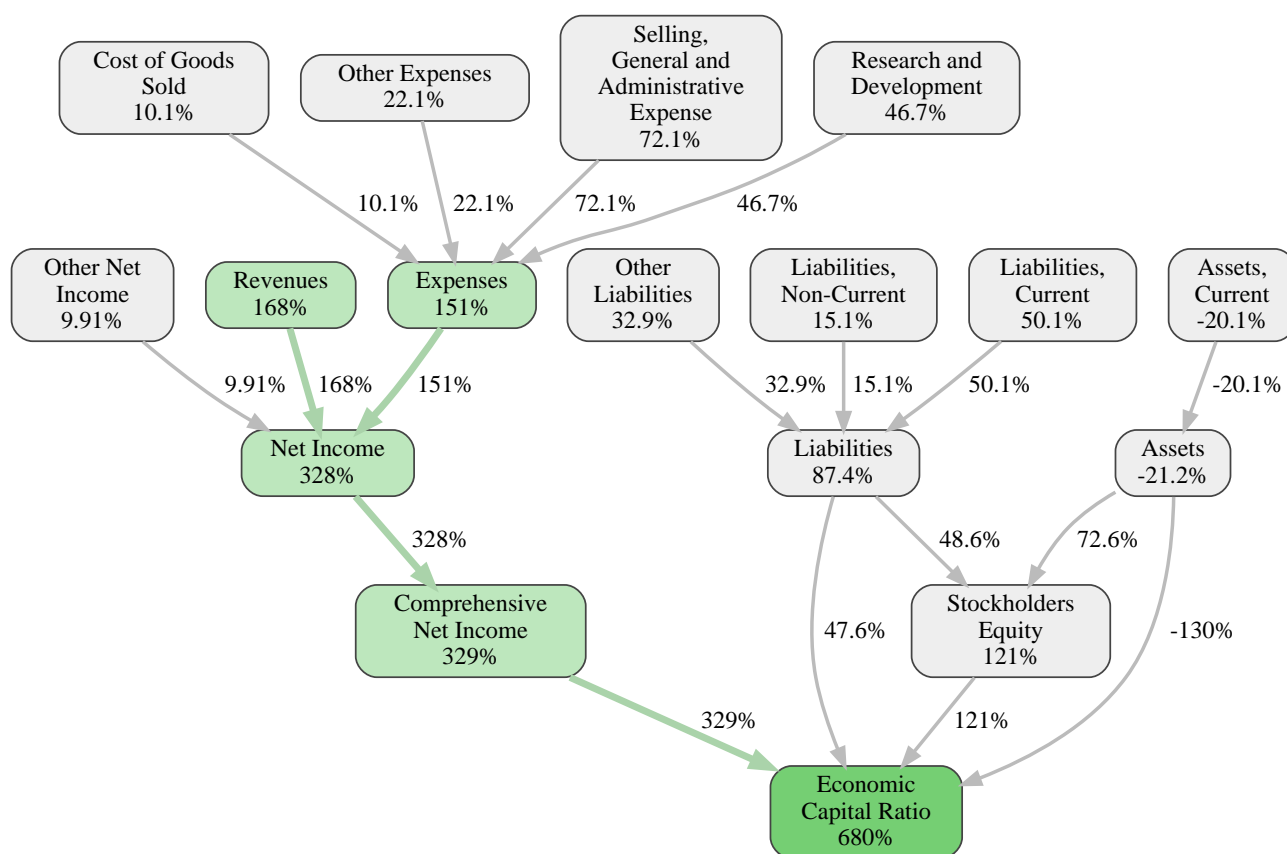 Cost of Goods
Sold
10.1%
Other Expenses
22.1%
Selling,
General and
Administrative
Expense
72.1%
Research and
Development
46.7%
10.1%
22.1%
72.1%
46.7%
Other Net
Income
9.91%
Revenues
168%
Expenses
151%
Other
Liabilities
32.9%
Liabilities,
Non-Current
15.1%
Liabilities,
Current
50.1%
Assets,
Current
-20.1%
9.91%
168%
151%
32.9%
15.1%
50.1%
-20.1%
Net Income
328%
Liabilities
87.4%
Assets
-21.2%
328%
48.6%
72.6%
Comprehensive
Net Income
329%
47.6%
Stockholders
Equity
121%
-130%
329%
121%
Economic
Capital Ratio
680%